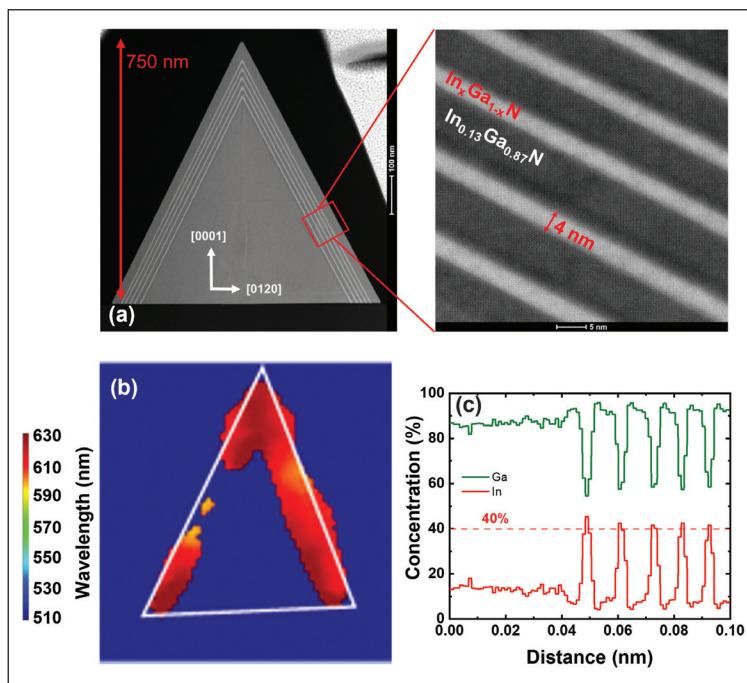 750 nm
[0001]
[0120]
(a)
100 nm
InxGa1-xN
In0.13Ga0.87N
4 nm
5 nm
(b)
630
610
590
570
550
530
510
Wavelength (nm)
(c)
100
80
60
40
20
0
Concentration (%)
Ga
In
40%
0.00 0.02 0.04 0.06 0.08 0.10
Distance (nm)